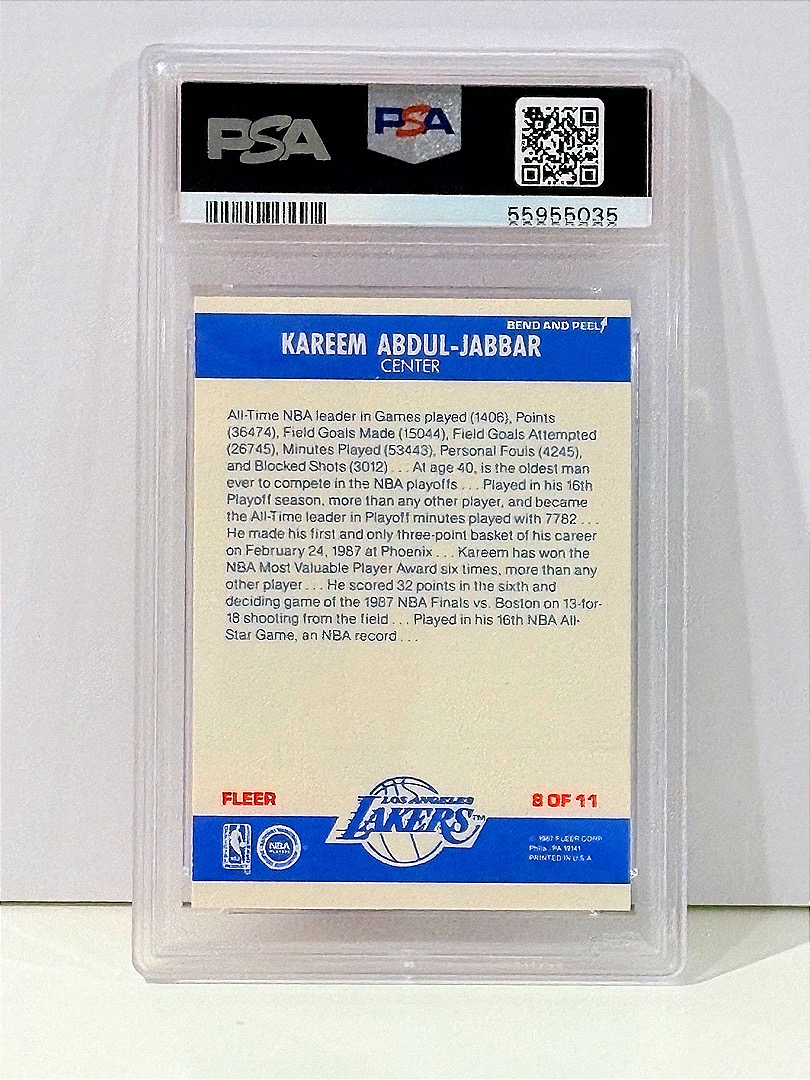 PSA
PSA
55955035
BEND AND PEEL
KAREEM ABDUL-JABBAR
CENTER
All-Time NBA leader in Games played (1406), Points
(36474), Field Goals Made (15044), Field Goals Attempted
(26745), Minutes Played (53443), Personal Fouls (4245),
and Blocked Shots (3012) . . . At age 40, is the oldest man
ever to compete in the NBA playoffs . . . Played in his 16th
Playoff season, more than any other player, and became
the All-Time leader in Playoff minutes played with 7782 . . .
He made his first and only three-point basket of his career
on February 24, 1987 at Phoenix . . . Kareem has won the
NBA Most Valuable Player Award six times, more than any
other player . . . He scored 32 points in the sixth and
deciding game of the 1987 NBA Finals vs. Boston on 13-for-
18 shooting from the field . . . Played in his 16th NBA All-
Star Game, an NBA record . . .
FLEER
LOS ANGELES
LAKERS™
8 OF 11
NBA
© 1987 FLEER CORP.
Phila., PA 19141
PRINTED IN U.S.A.